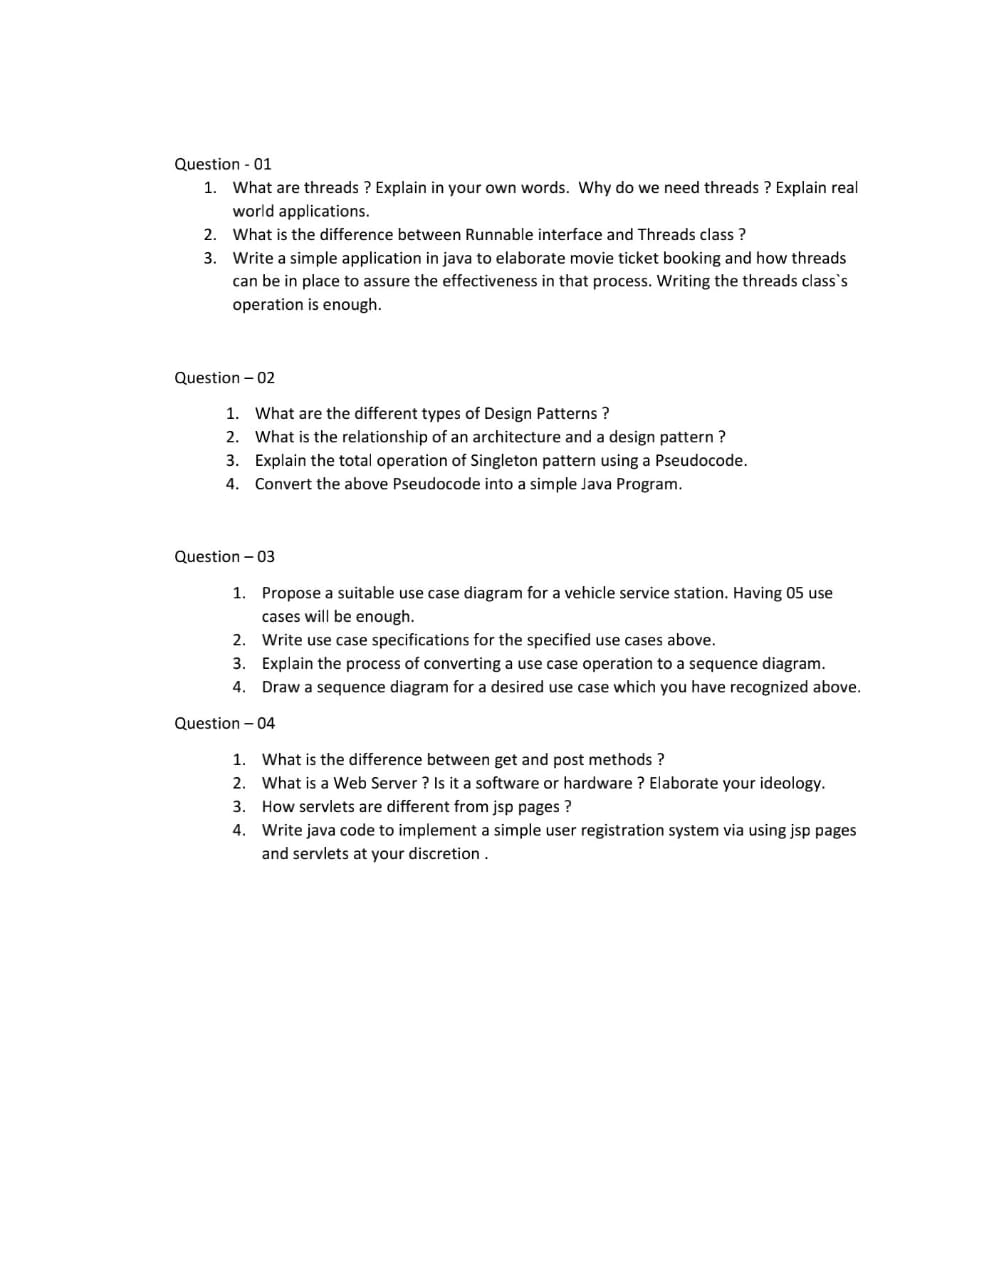 Question - 01
1. What are threads ? Explain in your own words.  Why do we need threads ? Explain real
world applications.
2. What is the difference between Runnable interface and Threads class ?
3. Write a simple application in java to elaborate movie ticket booking and how threads
can be in place to assure the effectiveness in that process. Writing the threads class`s
operation is enough.
Question – 02
1. What are the different types of Design Patterns ?
2. What is the relationship of an architecture and a design pattern ?
3. Explain the total operation of Singleton pattern using a Pseudocode.
4. Convert the above Pseudocode into a simple Java Program.
Question – 03
1. Propose a suitable use case diagram for a vehicle service station. Having 05 use
cases will be enough.
2. Write use case specifications for the specified use cases above.
3. Explain the process of converting a use case operation to a sequence diagram.
4. Draw a sequence diagram for a desired use case which you have recognized above.
Question – 04
1. What is the difference between get and post methods ?
2. What is a Web Server ? Is it a software or hardware ? Elaborate your ideology.
3. How servlets are different from jsp pages ?
4. Write java code to implement a simple user registration system via using jsp pages
and servlets at your discretion .